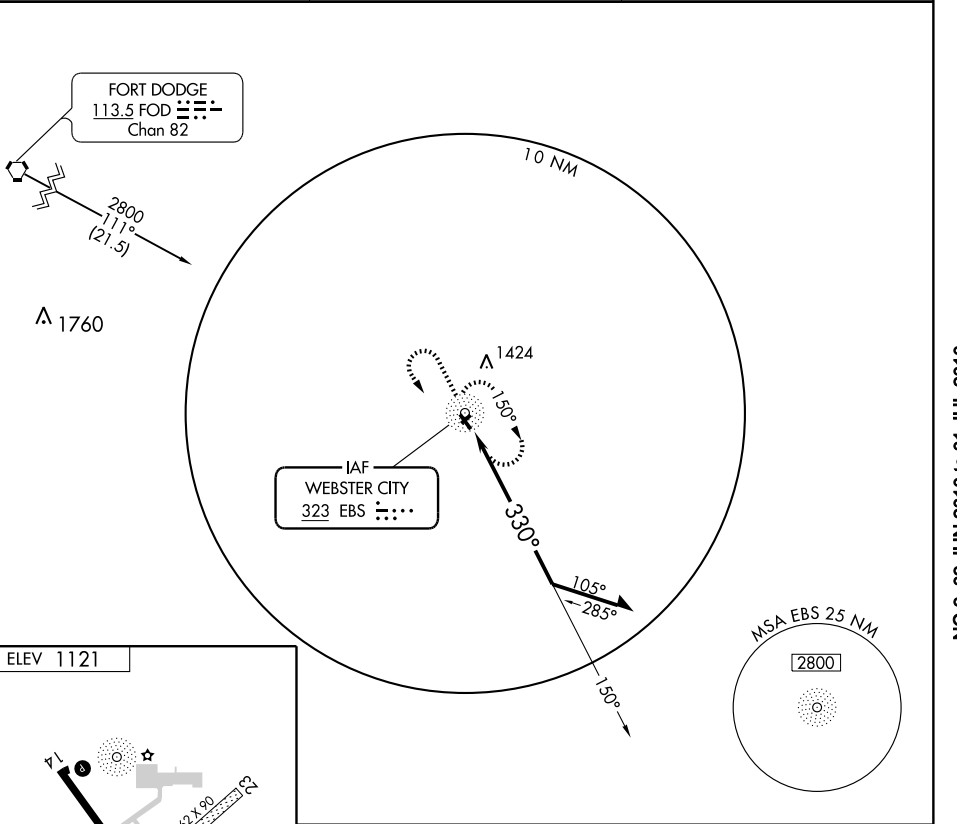 FORT DODGE
113.5 FOD
Chan 82
2800
111°
(21.5)
1760
10 NM
1424
150°
IAF
WEBSTER CITY
323 EBS
330°
105°
285°
150°
MSA EBS 25 NM
2800
ELEV 1121
14
P
23